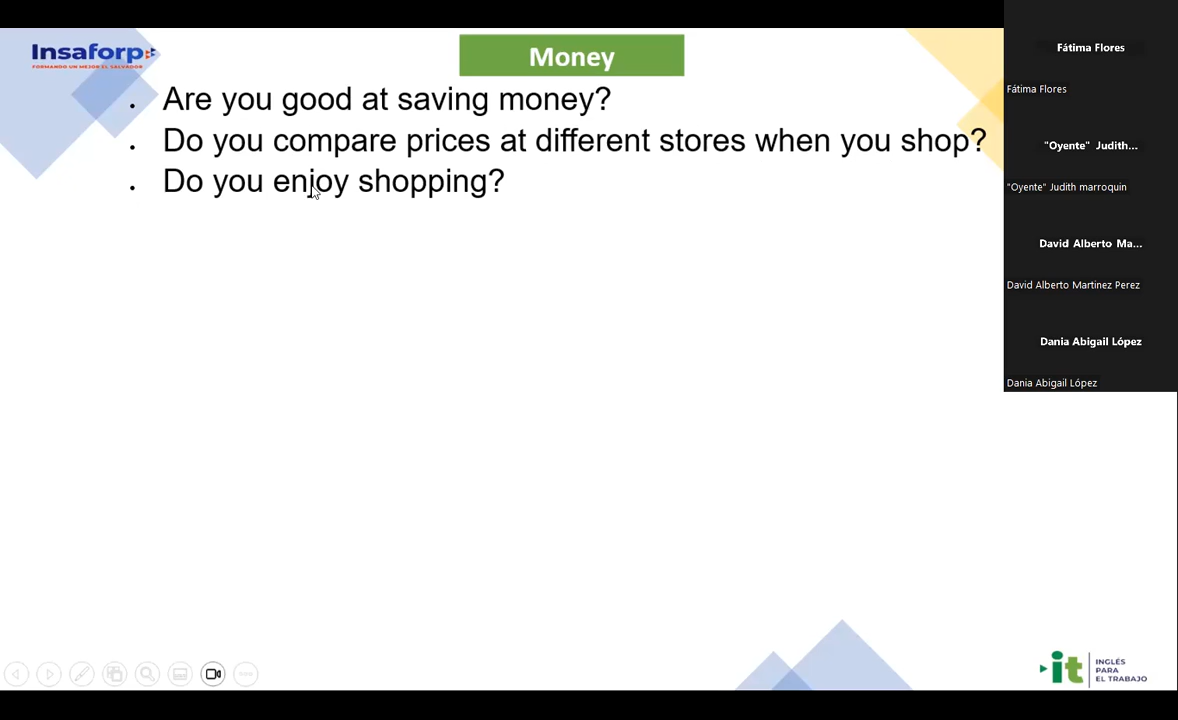 Insaforp
FORMANDO UN MEJOR EL SALVADOR
Money
• Are you good at saving money?
• Do you compare prices at different stores when you shop?
• Do you enjoy shopping?
Fátima Flores
Fátima Flores
"Oyente" Judith...
"Oyente" Judith marroquin
David Alberto Ma...
David Alberto Martinez Perez
Dania Abigail López
Dania Abigail López
it
INGLÉS
PARA
EL TRABAJO